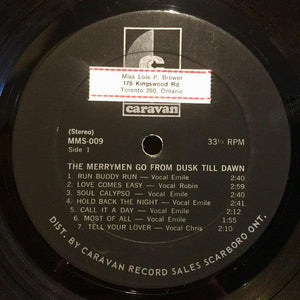 Miss Lois P. Brewer
175 Kingswood Rd.
Toronto 260, Ontario
caravan
(Stereo)
MMS-009
Side 1
33⅓ RPM
THE MERRYMEN GO FROM DUSK TILL DAWN
1 RUN BUDDY RUN — Vocal Emile 2:40
2. LOVE COMES EASY — Vocal Robin 2:59
3. SOUL CALYPSO — Vocal Emile 2:59
4. HOLD BACK THE NIGHT — Vocal Emile 2:40
5. CALL IT A DAY — Vocal Emile 2:12
6. MOST OF ALL — Vocal Emile 2:55
7. TELL YOUR LOVER — Vocal Chris 2:10
DIST. BY CARAVAN RECORD SALES SCARBORO ONT.